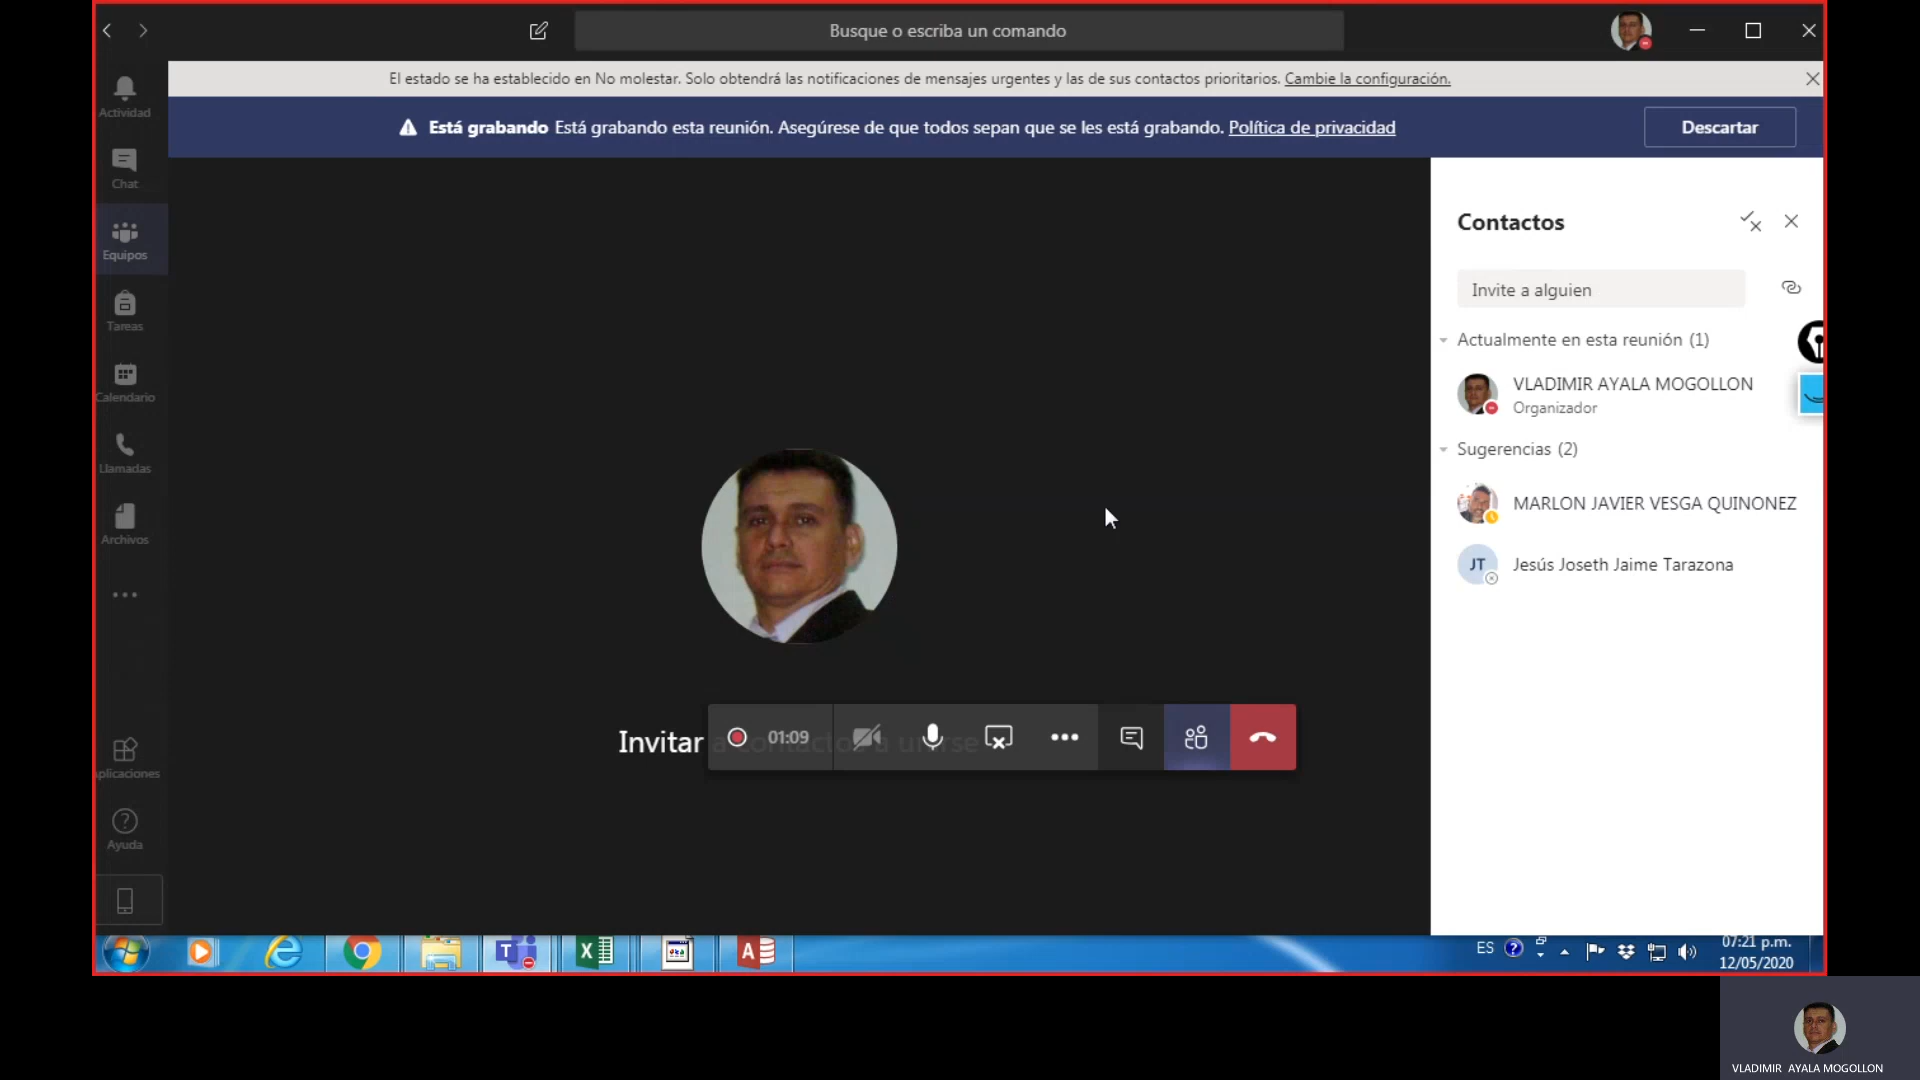 Busque o escriba un comando
El estado se ha establecido en No molestar. Solo obtendrá las notificaciones de mensajes urgentes y las de sus contactos prioritarios. Cambie la configuración.
Está grabando Está grabando esta reunión. Asegúrese de que todos sepan que se les está grabando. Política de privacidad
Descartar
Actividad
Chat
Equipos
Tareas
Calendario
Llamadas
Archivos
plicaciones
Ayuda
Contactos
Invite a alguien
Actualmente en esta reunión (1)
VLADIMIR AYALA MOGOLLON
Organizador
Sugerencias (2)
MARLON JAVIER VESGA QUINONEZ
JT
Jesús Joseth Jaime Tarazona
Invitar a contactos a unirse
01:09
ES
07:21 p.m.
12/05/2020
VLADIMIR AYALA MOGOLLON